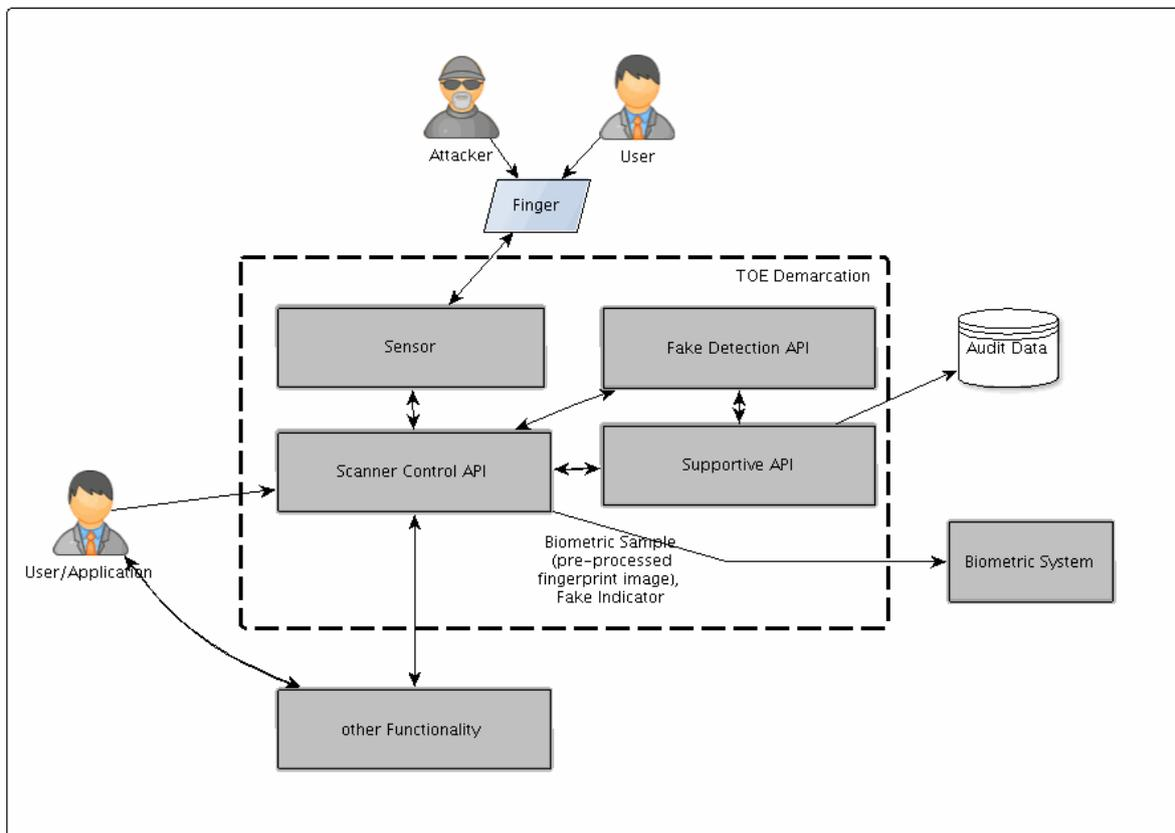 Attacker
User
Finger
TOE Demarcation
Sensor
Fake Detection API
Audit Data
Scanner Control API
Supportive API
User/Application
Biometric Sample
(pre-processed
fingerprint image),
Fake Indicator
Biometric System
other Functionality